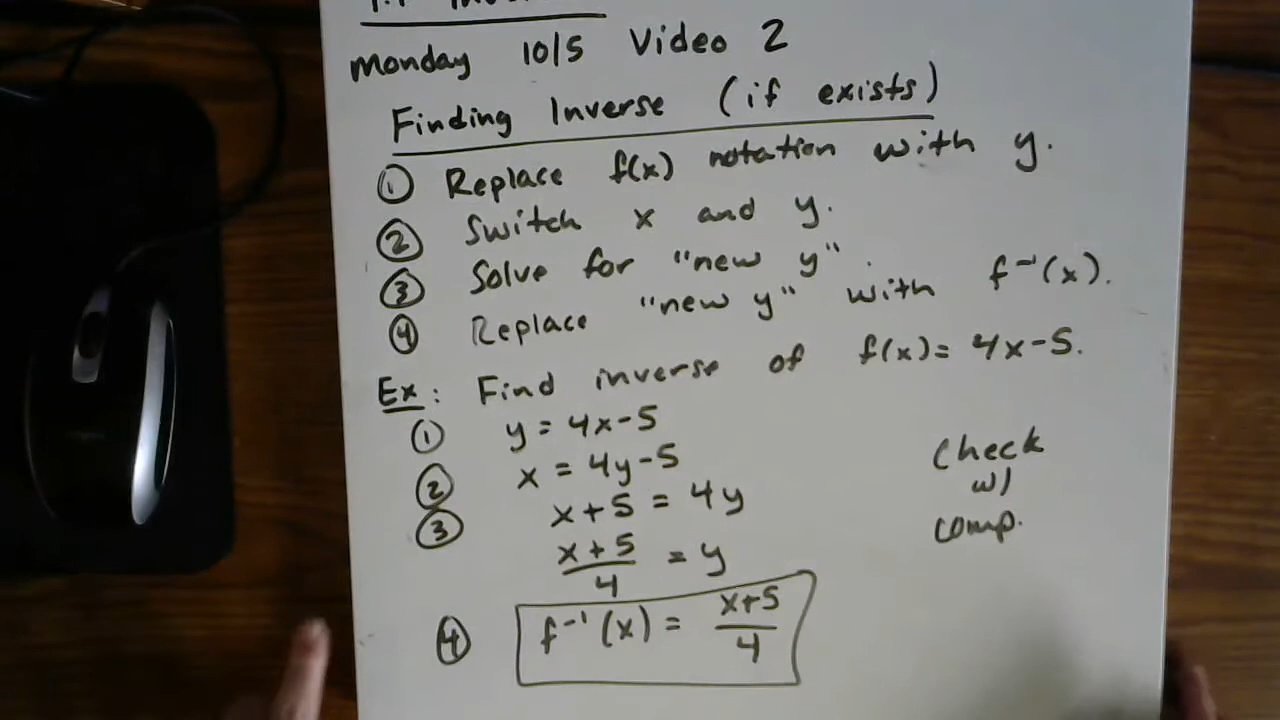 Monday 10/5 Video 2
Finding Inverse (if exists)
① Replace f(x) notation with y.
② Switch x and y.
③ Solve for "new y".
④ Replace "new y" with f⁻¹(x).
Ex: Find inverse of f(x)= 4x-5.
① y = 4x-5
② x = 4y-5
③ x+5 = 4y
x+5/4 = y
④ f⁻¹(x) = x+5/4
Check
w/
comp.